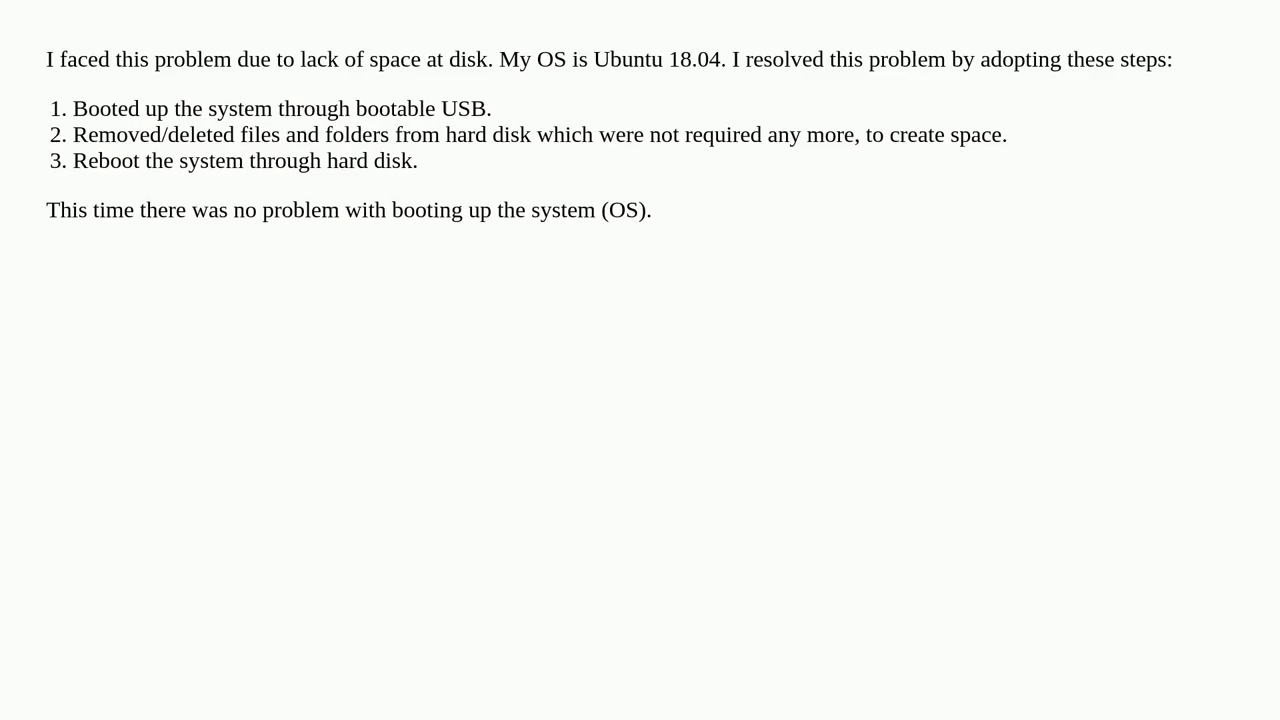 I faced this problem due to lack of space at disk. My OS is Ubuntu 18.04. I resolved this problem by adopting these steps:
1. Booted up the system through bootable USB.
2. Removed/deleted files and folders from hard disk which were not required any more, to create space.
3. Reboot the system through hard disk.
This time there was no problem with booting up the system (OS).